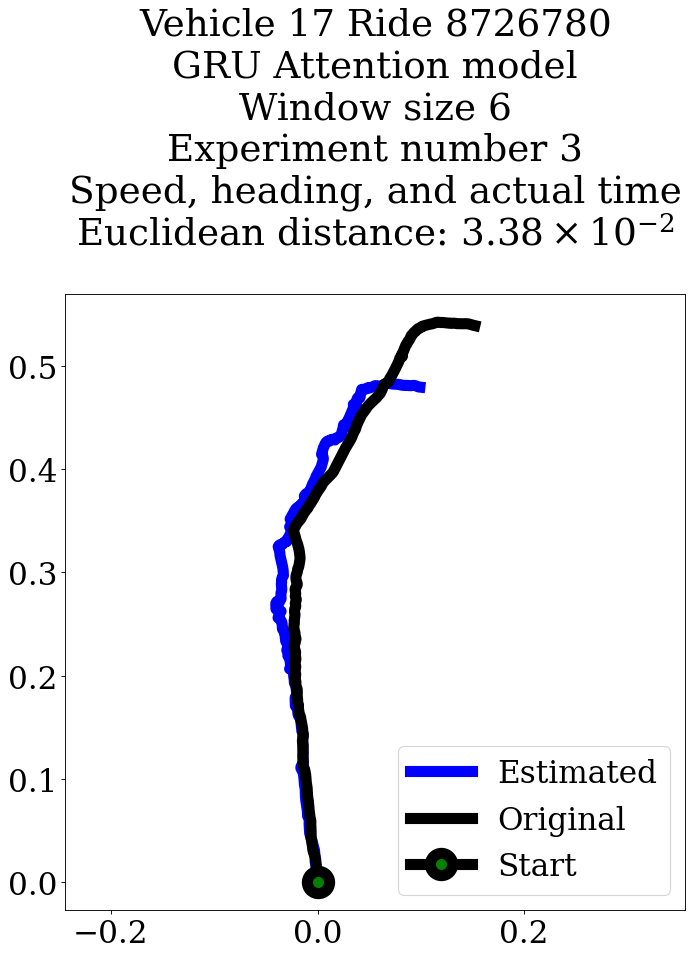 Vehicle 17 Ride 8726780
GRU Attention model
Window size 6
Experiment number 3
Speed, heading, and actual time
Euclidean distance: 3.38 × 10⁻²
0.5
0.4
0.3
0.2
0.1
0.0
Estimated
Original
Start
−0.2 0.0 0.2